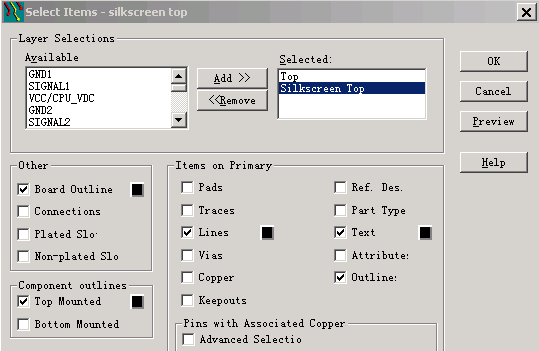 Select Items - silkscreen top
Layer Selections
Available
GND1
SIGNAL1
VCC/CPU_VDC
GND2
SIGNAL2
Add >>
<<Remove
Selected:
Top
Silkscreen Top
OK
Cancel
Preview
Help
Other
Board Outline
Connections
Plated Slo
Non-plated Slo
Component outlines
Top Mounted
Bottom Mounted
Items on Primary
Pads
Traces
Lines
Vias
Copper
Keepouts
Ref. Des.
Part Type
Text
Attribute:
Outline:
Pins with Associated Copper
Advanced Selectio